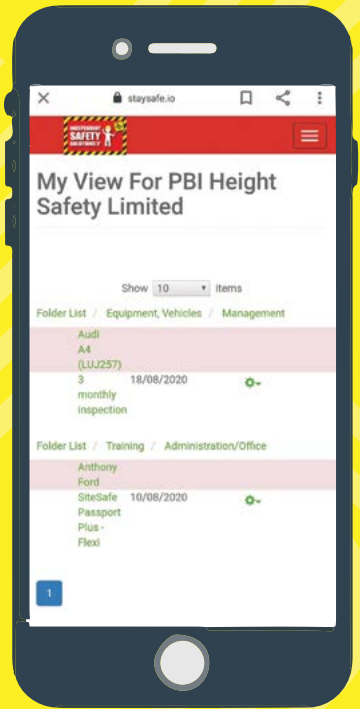 staysafe.io
INDEPENDENT
SAFETY
SOLUTIONS
My View For PBI Height
Safety Limited
Show 10 items
Folder List / Equipment, Vehicles / Management
Audi
A4
(LUJ257)
3 18/08/2020
monthly
inspection
Folder List / Training / Administration/Office
Anthony
Ford
SiteSafe 10/08/2020
Passport
Plus -
Flexi
1